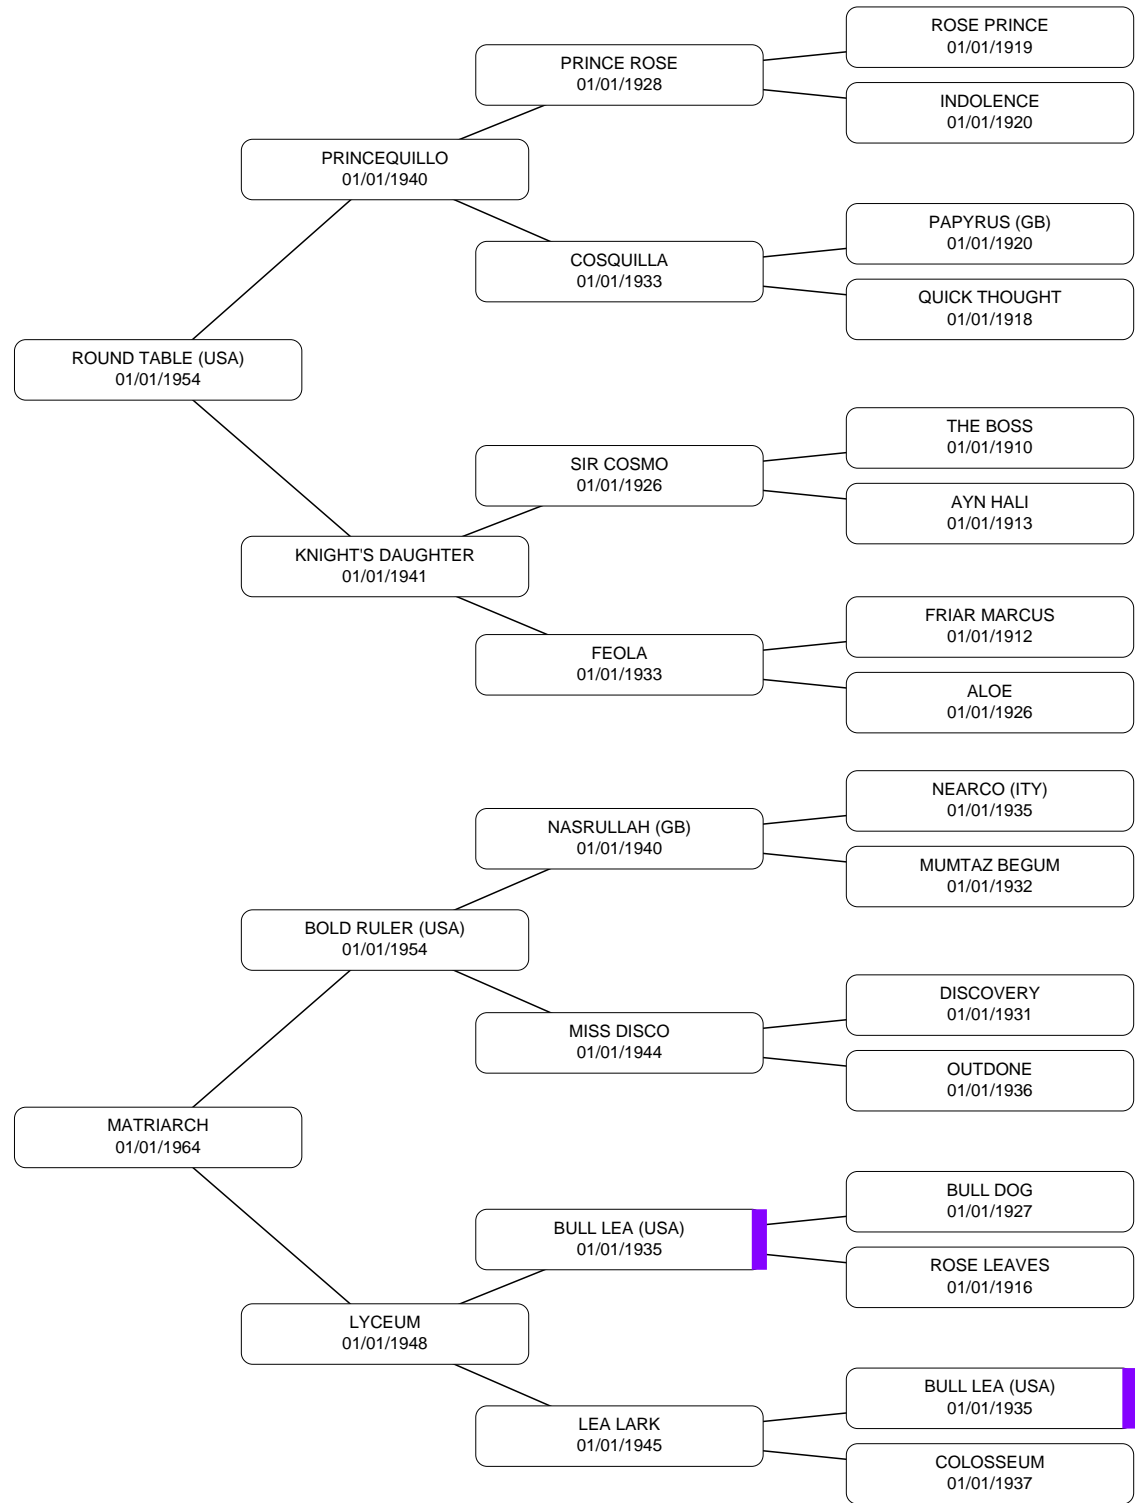 ROSE PRINCE
01/01/1919
PRINCE ROSE
01/01/1928
INDOLENCE
01/01/1920
PRINCEQUILLO
01/01/1940
PAPYRUS (GB)
01/01/1920
COSQUILLA
01/01/1933
QUICK THOUGHT
01/01/1918
ROUND TABLE (USA)
01/01/1954
THE BOSS
01/01/1910
SIR COSMO
01/01/1926
AYN HALI
01/01/1913
KNIGHT'S DAUGHTER
01/01/1941
FRIAR MARCUS
01/01/1912
FEOLA
01/01/1933
ALOE
01/01/1926
NEARCO (ITY)
01/01/1935
NASRULLAH (GB)
01/01/1940
MUMTAZ BEGUM
01/01/1932
BOLD RULER (USA)
01/01/1954
DISCOVERY
01/01/1931
MISS DISCO
01/01/1944
OUTDONE
01/01/1936
MATRIARCH
01/01/1964
BULL DOG
01/01/1927
BULL LEA (USA)
01/01/1935
ROSE LEAVES
01/01/1916
LYCEUM
01/01/1948
BULL LEA (USA)
01/01/1935
LEA LARK
01/01/1945
COLOSSEUM
01/01/1937